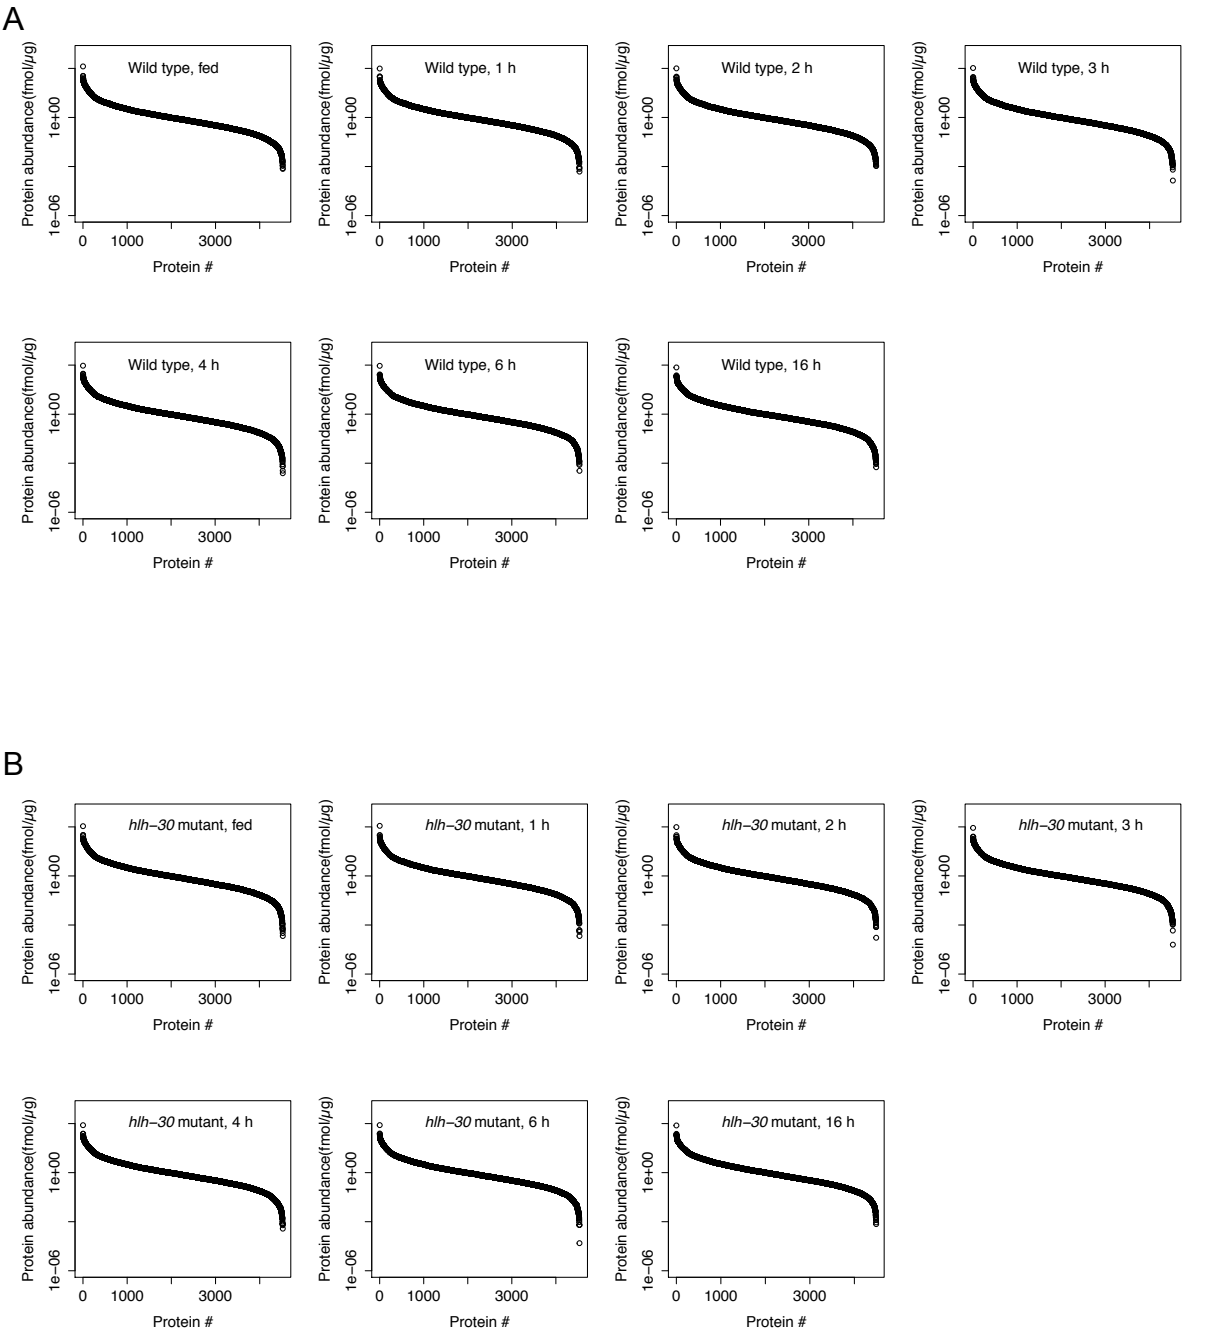 A
Wild type, fed
Protein abundance(fmol/µg)
1e+00
1e−06
0 1000 3000
Protein #
Wild type, 1 h
Protein abundance(fmol/µg)
1e+00
1e−06
0 1000 3000
Protein #
Wild type, 2 h
Protein abundance(fmol/µg)
1e+00
1e−06
0 1000 3000
Protein #
Wild type, 3 h
Protein abundance(fmol/µg)
1e+00
1e−06
0 1000 3000
Protein #
Wild type, 4 h
Protein abundance(fmol/µg)
1e+00
1e−06
0 1000 3000
Protein #
Wild type, 6 h
Protein abundance(fmol/µg)
1e+00
1e−06
0 1000 3000
Protein #
Wild type, 16 h
Protein abundance(fmol/µg)
1e+00
1e−06
0 1000 3000
Protein #
B
hlh−30 mutant, fed
Protein abundance(fmol/µg)
1e+00
1e−06
0 1000 3000
Protein #
hlh−30 mutant, 1 h
Protein abundance(fmol/µg)
1e+00
1e−06
0 1000 3000
Protein #
hlh−30 mutant, 2 h
Protein abundance(fmol/µg)
1e+00
1e−06
0 1000 3000
Protein #
hlh−30 mutant, 3 h
Protein abundance(fmol/µg)
1e+00
1e−06
0 1000 3000
Protein #
hlh−30 mutant, 4 h
Protein abundance(fmol/µg)
1e+00
1e−06
0 1000 3000
Protein #
hlh−30 mutant, 6 h
Protein abundance(fmol/µg)
1e+00
1e−06
0 1000 3000
Protein #
hlh−30 mutant, 16 h
Protein abundance(fmol/µg)
1e+00
1e−06
0 1000 3000
Protein #